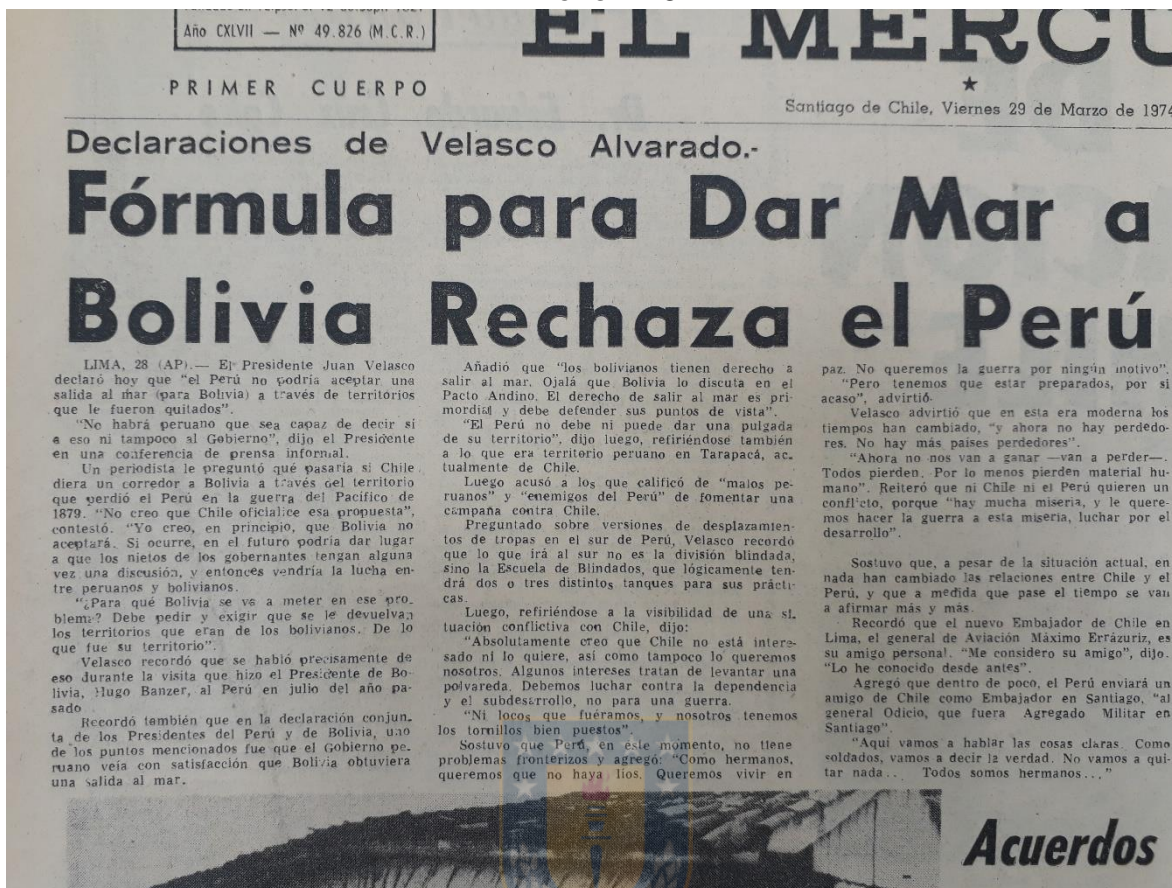 Año CXLVII — Nº 49.826 (M.C.R.)
EL MERCU
PRIMER CUERPO
Santiago de Chile, Viernes 29 de Marzo de 1974
Declaraciones de Velasco Alvarado.-
Fórmula para Dar Mar a
Bolivia Rechaza el Perú
LIMA, 28 (AP).— El Presidente Juan Velasco
declaró hoy que "el Perú no podría aceptar una
salida al mar (para Bolivia) a través de territorios
que le fueron quitados".
"No habrá peruano que sea capaz de decir sí
a eso ni tampoco al Gobierno", dijo el Presidente
en una conferencia de prensa informal.
Un periodista le preguntó qué pasaría si Chile
diera un corredor a Bolivia a través del territorio
que perdió el Perú en la guerra del Pacífico de
1879. "No creo que Chile oficialice esa propuesta",
contestó. "Yo creo, en principio, que Bolivia no
aceptará. Si ocurre, en el futuro podría dar lugar
a que los nietos de los gobernantes tengan alguna
vez una discusión, y entonces vendría la lucha en-
tre peruanos y bolivianos.
"¿Para qué Bolivia se va a meter en ese pro-
blema? Debe pedir y exigir que se le devuelvan
los territorios que eran de los bolivianos. De lo
que fue su territorio".
Velasco recordó que se habió precisamente de
eso durante la visita que hizo el Presidente de Bo-
livia, Hugo Banzer, al Perú en julio del año pa-
sado
Recordó también que en la declaración conjun-
ta de los Presidentes del Perú y de Bolivia, uno
de los puntos mencionados fue que el Gobierno pe-
ruano veía con satisfacción que Bolivia obtuviera
una salida al mar.
Añadió que "los bolivianos tienen derecho a
salir al mar. Ojalá que Bolivia lo discuta en el
Pacto Andino. El derecho de salir al mar es pri-
mordial y debe defender sus puntos de vista".
"El Perú no debe ni puede dar una pulgada
de su territorio", dijo luego, refiriéndose también
a lo que era territorio peruano en Tarapacá, ac-
tualmente de Chile.
Luego acusó a los que calificó de "malos pe-
ruanos" y "enemigos del Perú" de fomentar una
campaña contra Chile.
Preguntado sobre versiones de desplazamien-
tos de tropas en el sur de Perú, Velasco recordó
que lo que irá al sur no es la división blindada,
sino la Escuela de Blindados, que lógicamente ten-
drá dos o tres distintos tanques para sus prácti-
cas.
Luego, refiriéndose a la visibilidad de una si-
tuación conflictiva con Chile, dijo:
"Absolutamente creo que Chile no está intere-
sado ni lo quiere, así como tampoco lo queremos
nosotros. Algunos intereses tratan de levantar una
polvareda. Debemos luchar contra la dependencia
y el subdesarrollo, no para una guerra.
"Ni locos que fuéramos, y nosotros tenemos
los tornillos bien puestos".
Sostuvo que Perú, en este momento, no tiene
problemas fronterizos y agregó: "Como hermanos,
queremos que no haya líos. Queremos vivir en
paz. No queremos la guerra por ningún motivo".
"Pero tenemos que estar preparados, por si
acaso", advirtió.
Velasco advirtió que en esta era moderna los
tiempos han cambiado, "y ahora no hay perdedo-
res. No hay más países perdedores".
"Ahora no nos van a ganar —van a perder—.
Todos pierden. Por lo menos pierden material hu-
mano". Reiteró que ni Chile ni el Perú quieren un
conflicto, porque "hay mucha miseria, y le quere-
mos hacer la guerra a esta miseria, luchar por el
desarrollo".
Sostuvo que, a pesar de la situación actual, en
nada han cambiado las relaciones entre Chile y el
Perú, y que a medida que pase el tiempo se van
a afirmar más y más.
Recordó que el nuevo Embajador de Chile en
Lima, el general de Aviación Máximo Errázuriz, es
su amigo personal. "Me considero su amigo", dijo.
"Lo he conocido desde antes".
Agregó que dentro de poco, el Perú enviará un
amigo de Chile como Embajador en Santiago, "al
general Odicio, que fuera Agregado Militar en
Santiago".
"Aquí vamos a hablar las cosas claras. Como
soldados, vamos a decir la verdad. No vamos a qui-
tar nada... Todos somos hermanos..."
Acuerdos